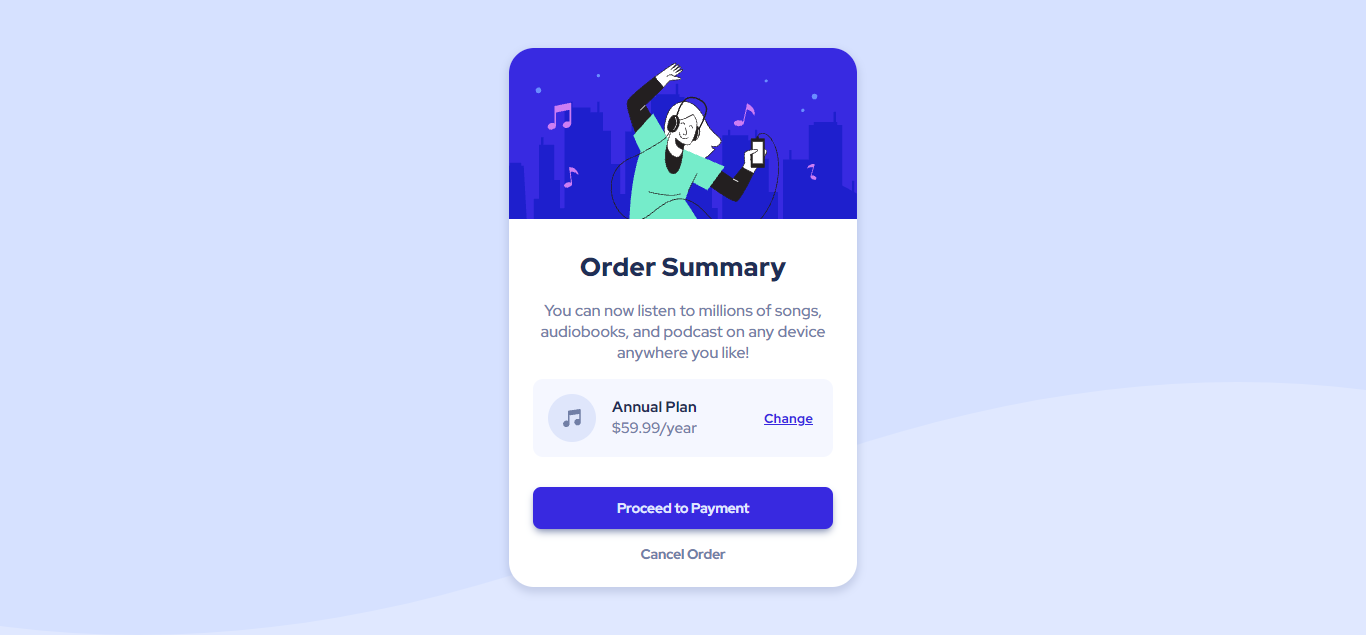 Order Summary
You can now listen to millions of songs,
audiobooks, and podcast on any device
anywhere you like!
Annual Plan
$59.99/year
Change
Proceed to Payment
Cancel Order